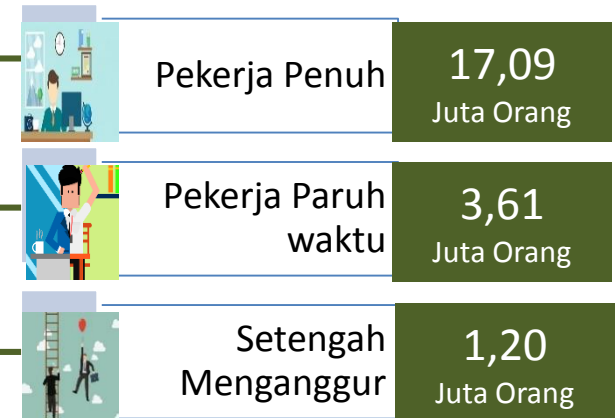 Pekerja Penuh
17,09
Juta Orang
Pekerja Paruh
waktu
3,61
Juta Orang
Setengah
Menganggur
1,20
Juta Orang